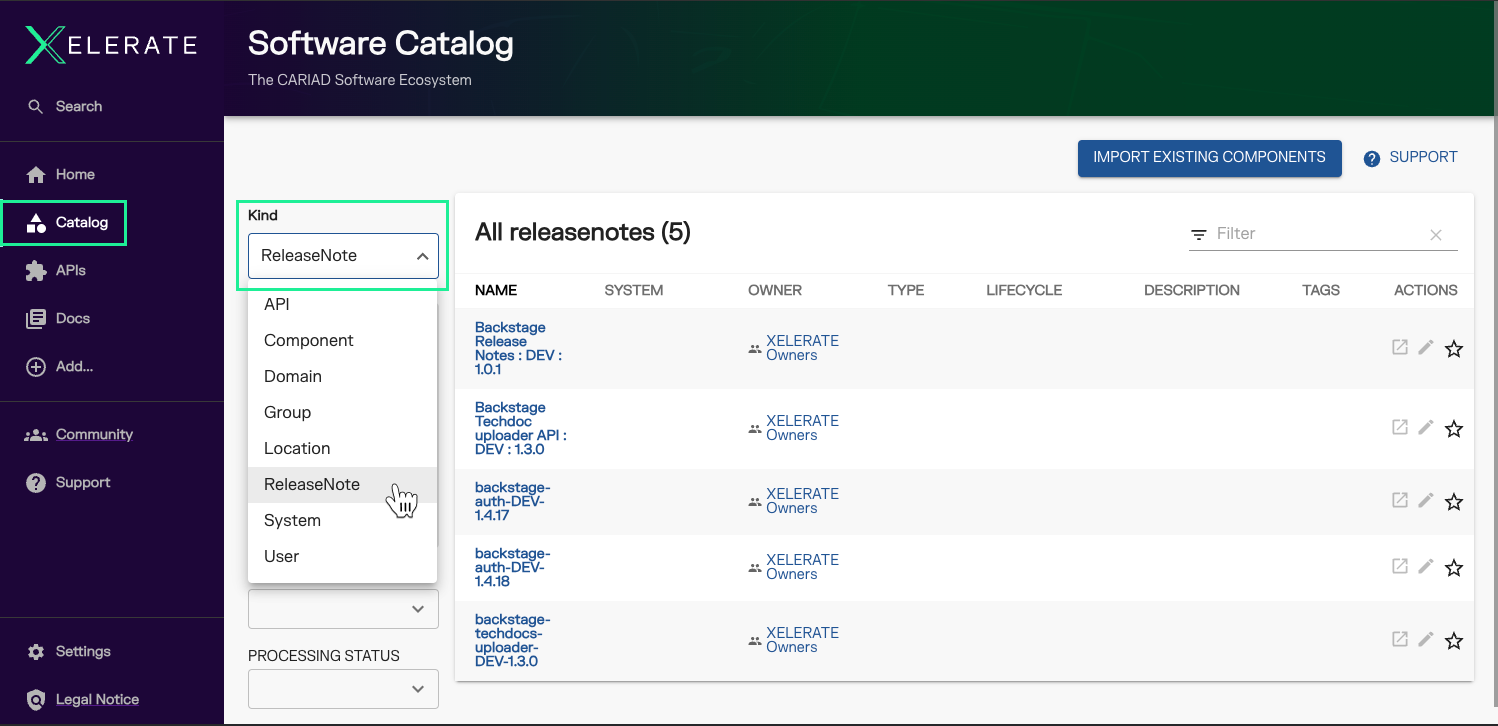 XELERATE
Search
Home
Catalog
APIs
Docs
Add...
Community
Support
Settings
Legal Notice
Software Catalog
The CARIAD Software Ecosystem
IMPORT EXISTING COMPONENTS
SUPPORT
Kind
ReleaseNote
API
Component
Domain
Group
Location
ReleaseNote
System
User
PROCESSING STATUS
All releasenotes (5)
Filter
NAME SYSTEM OWNER TYPE LIFECYCLE DESCRIPTION TAGS ACTIONS
Backstage
Release
Notes : DEV :
1.0.1
XELERATE
Owners
Backstage
Techdoc
uploader API :
DEV : 1.3.0
XELERATE
Owners
backstage-
auth-DEV-
1.4.17
XELERATE
Owners
backstage-
auth-DEV-
1.4.18
XELERATE
Owners
backstage-
techdocs-
uploader-
DEV-1.3.0
XELERATE
Owners